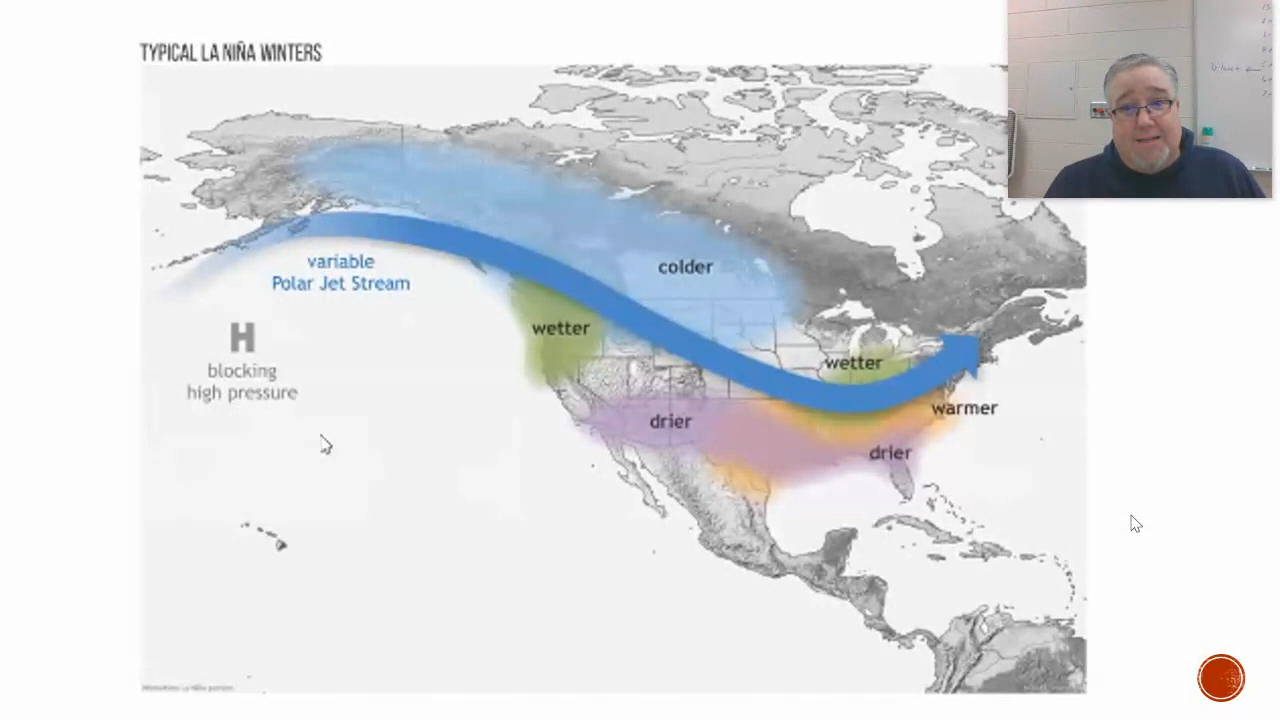 TYPICAL LA NIÑA WINTERS
variable
Polar Jet Stream
colder
H
blocking
high pressure
wetter
wetter
warmer
drier
drier